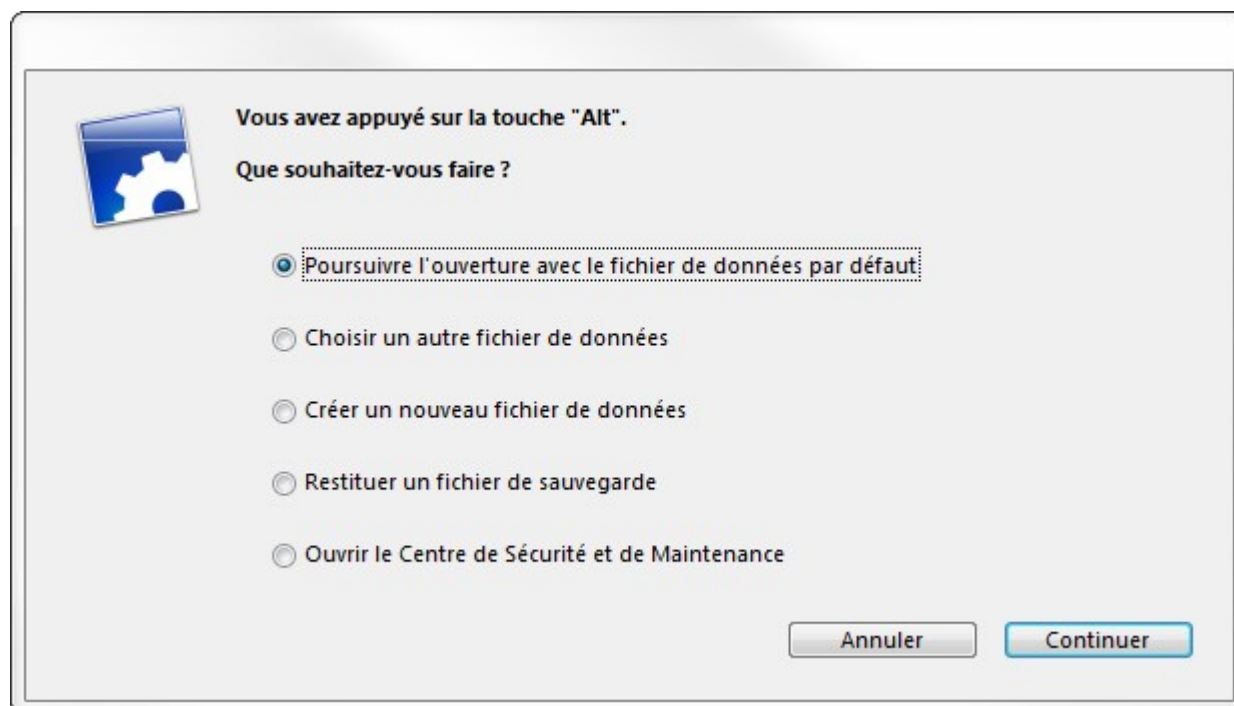 Vous avez appuyé sur la touche "Alt".
Que souhaitez-vous faire ?
Poursuivre l'ouverture avec le fichier de données par défaut
Choisir un autre fichier de données
Créer un nouveau fichier de données
Restituer un fichier de sauvegarde
Ouvrir le Centre de Sécurité et de Maintenance
Annuler
Continuer